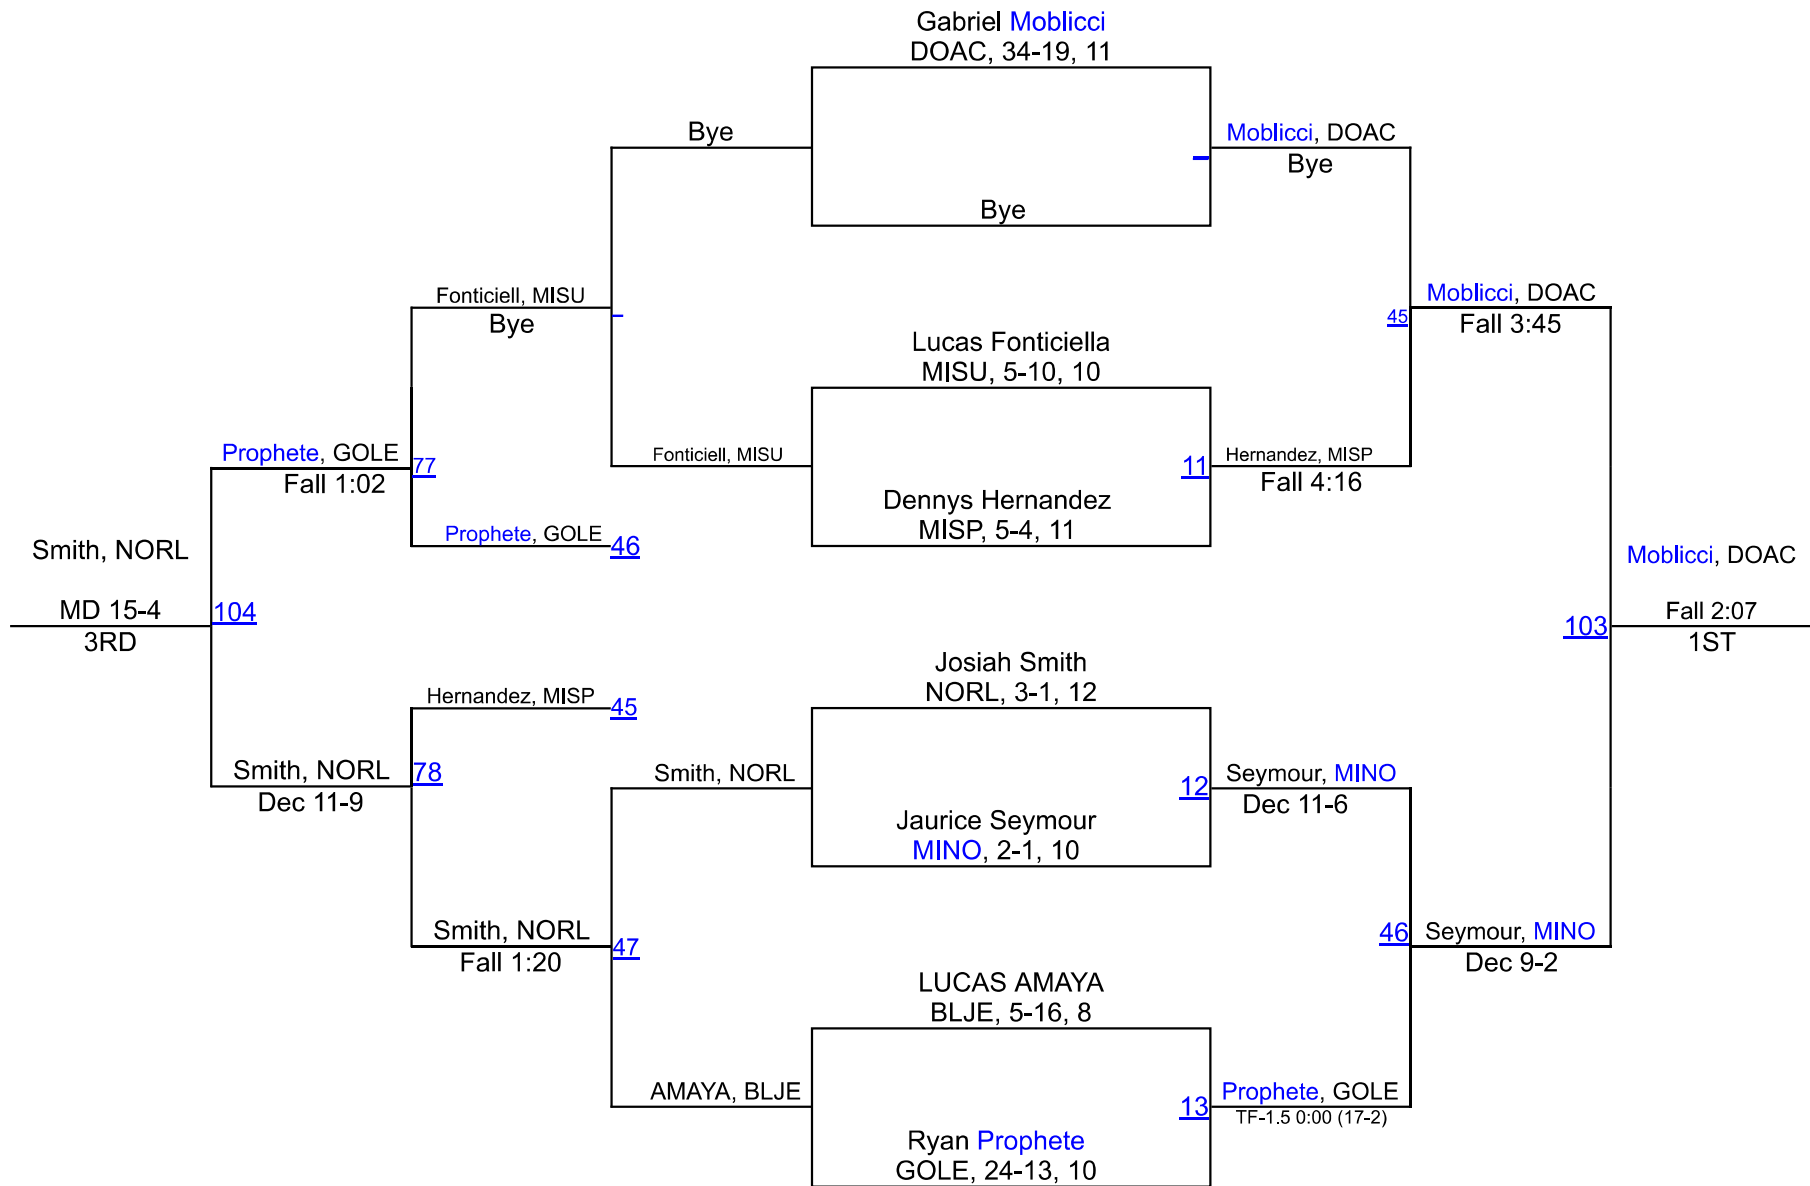 Gabriel Moblicci
DOAC, 34-19, 11
Bye
Moblicci, DOAC
Bye
Bye
Fonticiell, MISU
Bye
Moblicci, DOAC
45
Fall 3:45
Lucas Fonticiella
MISU, 5-10, 10
Prophete, GOLE
77
Fall 1:02
Fonticiell, MISU
11
Hernandez, MISP
Fall 4:16
Dennys Hernandez
MISP, 5-4, 11
Prophete, GOLE
46
Smith, NORL
Moblicci, DOAC
MD 15-4
104
3RD
103
Fall 2:07
1ST
Josiah Smith
NORL, 3-1, 12
Hernandez, MISP
45
Smith, NORL
78
Dec 11-9
Smith, NORL
12
Seymour, MINO
Dec 11-6
Jaurice Seymour
MINO, 2-1, 10
Smith, NORL
47
Fall 1:20
46
Seymour, MINO
Dec 9-2
LUCAS AMAYA
BLJE, 5-16, 8
AMAYA, BLJE
13
Prophete, GOLE
TF-1.5 0:00 (17-2)
Ryan Prophete
GOLE, 24-13, 10